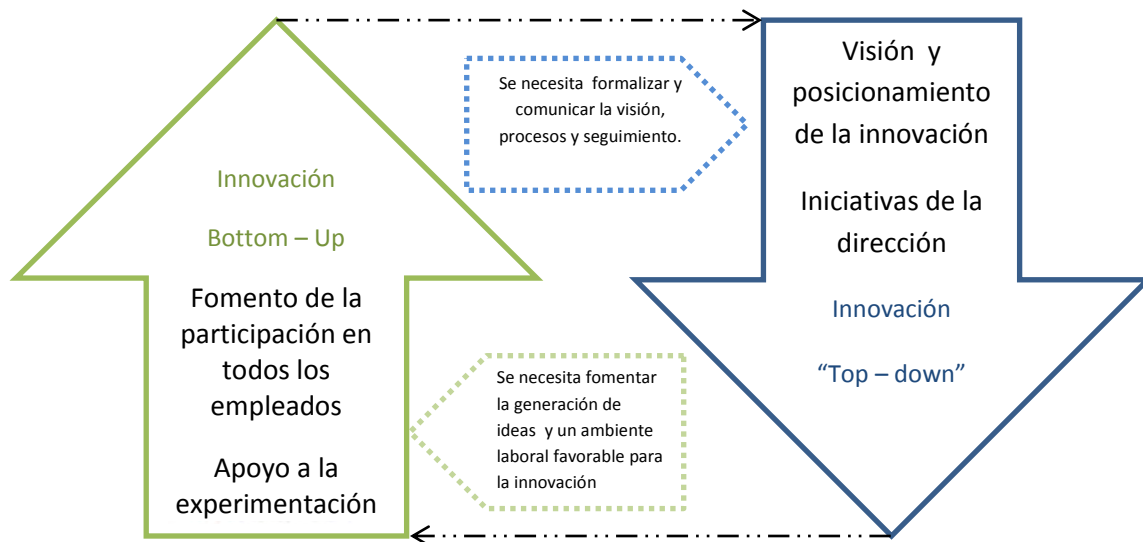 Innovación
Bottom – Up
Fomento de la
participación en
todos los
empleados
Apoyo a la
experimentación
Se necesita formalizar y
comunicar la visión,
procesos y seguimiento.
Se necesita fomentar
la generación de
ideas y un ambiente
laboral favorable para
la innovación
Visión y
posicionamiento
de la innovación
Iniciativas de la
dirección
Innovación
“Top – down”